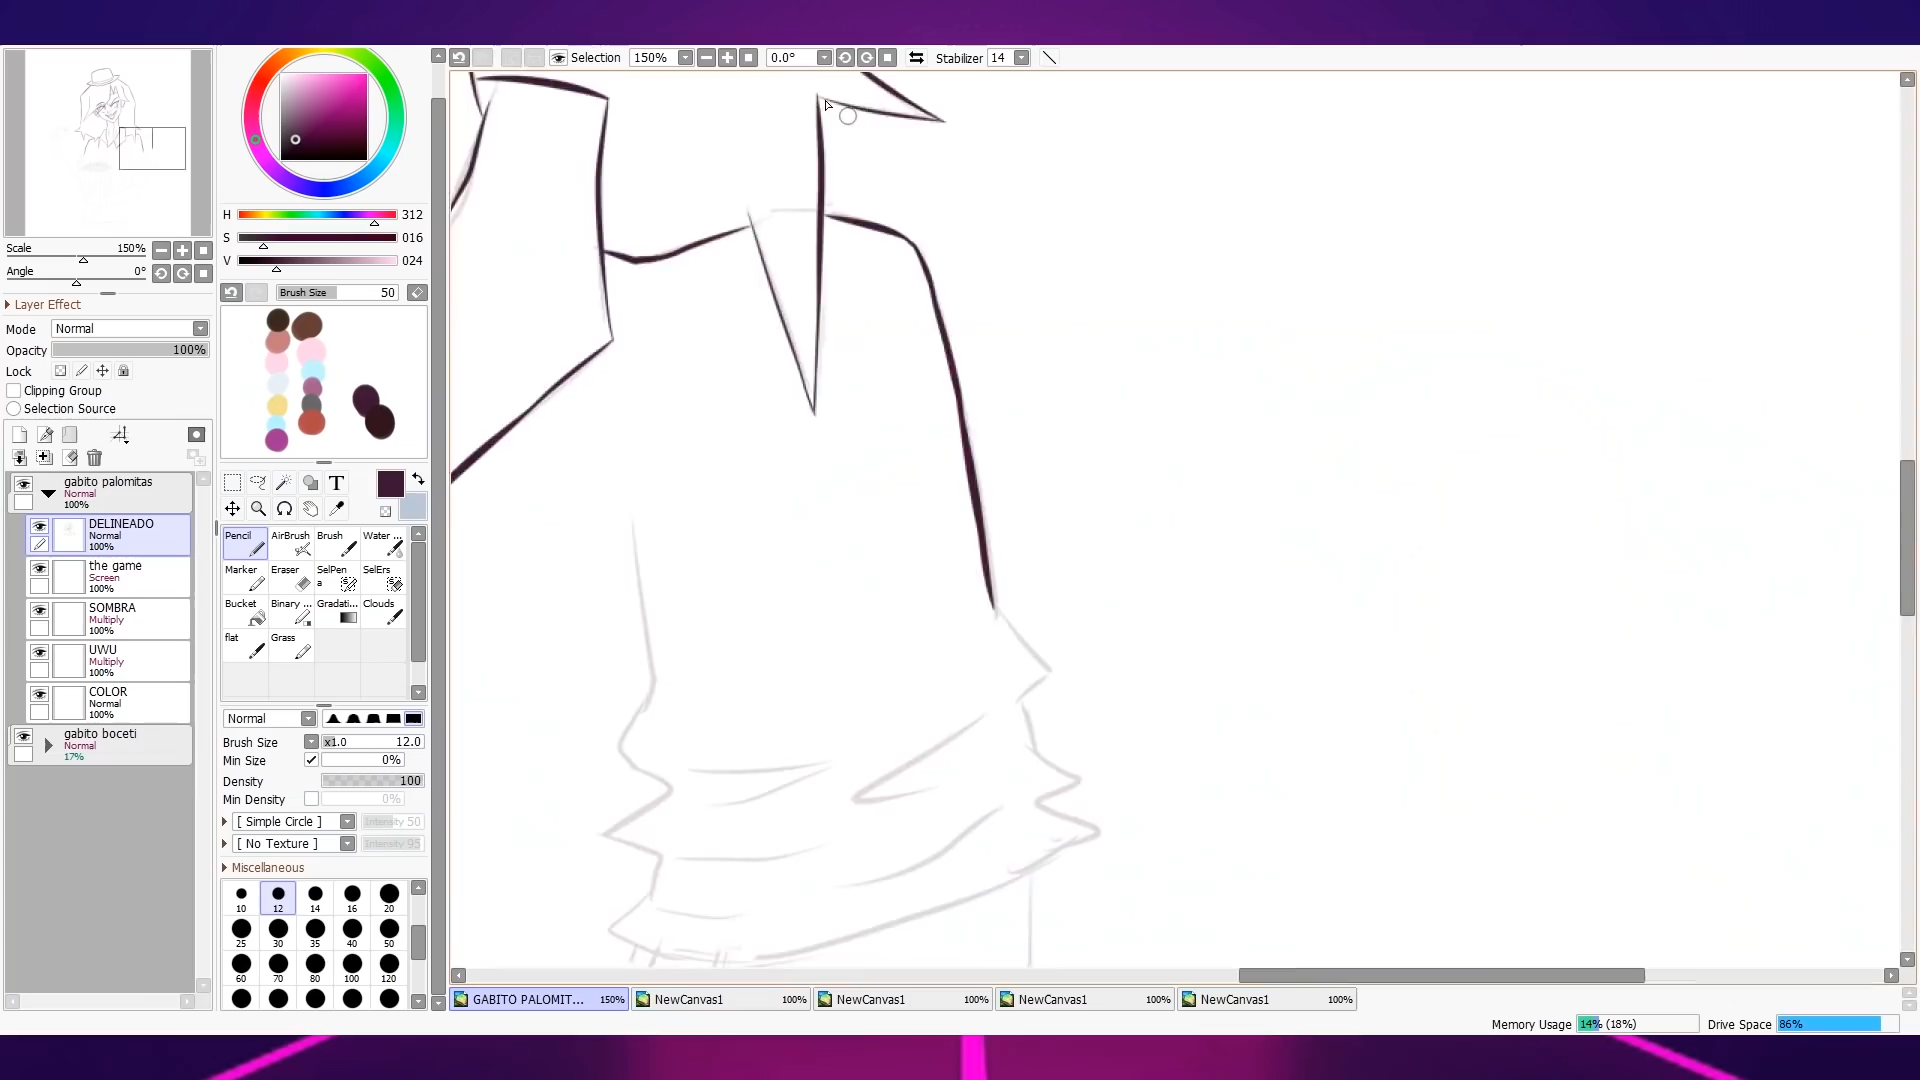 Selection 150% 0.0° Stabilizer 14
Scale 150%
Angle 0°
Layer Effect
Mode Normal
Opacity 100%
Lock
Clipping Group
Selection Source
gabito palomitas
Normal
100%
DELINEADO
Normal
100%
the game
Screen
100%
SOMBRA
Multiply
100%
UWU
Multiply
100%
COLOR
Normal
100%
gabito boceti
Normal
17%
H 312
S 016
V 024
Brush Size 50
T
Pencil AirBrush Brush Water ...
Marker Eraser SelPen SelErs
a
Bucket Binary ... Gradati... Clouds
flat Grass
Normal
Brush Size x1.0 12.0
Min Size 0%
Density 100
Min Density 0%
[ Simple Circle ] Intensity 50
[ No Texture ] Intensity 95
Miscellaneous
10 12 14 16 20
25 30 35 40 50
60 70 80 100 120
GABITO PALOMIT... 150% NewCanvas1 100% NewCanvas1 100% NewCanvas1 100% NewCanvas1 100%
Memory Usage 14% (18%) Drive Space 86%